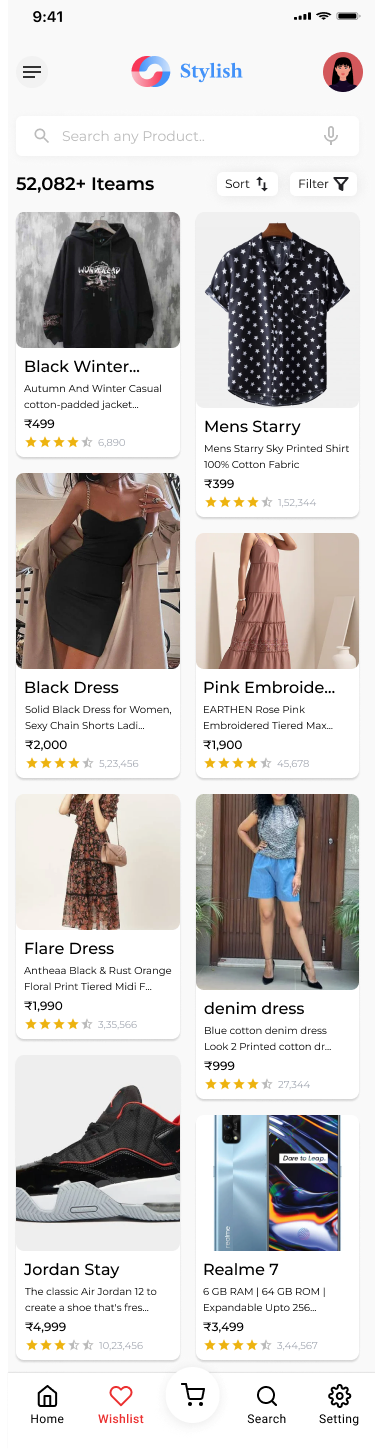 9:41
Stylish
Search any Product..
52,082+ Iteams
Sort
Filter
WONDERLAND
Black Winter...
Autumn And Winter Casual
cotton-padded jacket...
₹499
6,890
Mens Starry
Mens Starry Sky Printed Shirt
100% Cotton Fabric
₹399
1,52,344
Black Dress
Solid Black Dress for Women,
Sexy Chain Shorts Ladi...
₹2,000
5,23,456
Pink Embroide...
EARTHEN Rose Pink
Embroidered Tiered Max...
₹1,900
45,678
Flare Dress
Antheaa Black & Rust Orange
Floral Print Tiered Midi F...
₹1,990
3,35,566
denim dress
Blue cotton denim dress
Look 2 Printed cotton dr...
₹999
27,344
Jordan Stay
The classic Air Jordan 12 to
create a shoe that's fres...
₹4,999
10,23,456
realme
Dare to Leap.
Realme 7
6 GB RAM | 64 GB ROM |
Expandable Upto 256...
₹3,499
3,44,567
Home
Wishlist
Search
Setting